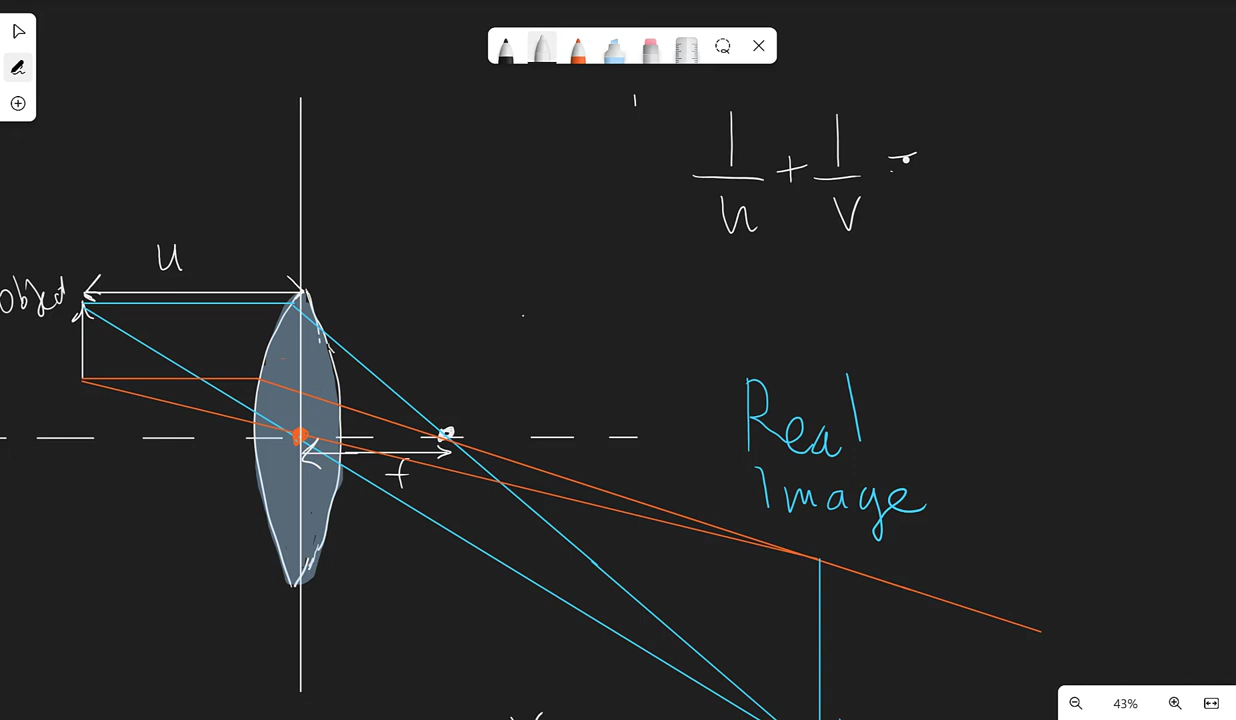 1/u + 1/v =
u
Object
f
Real
Image
43%